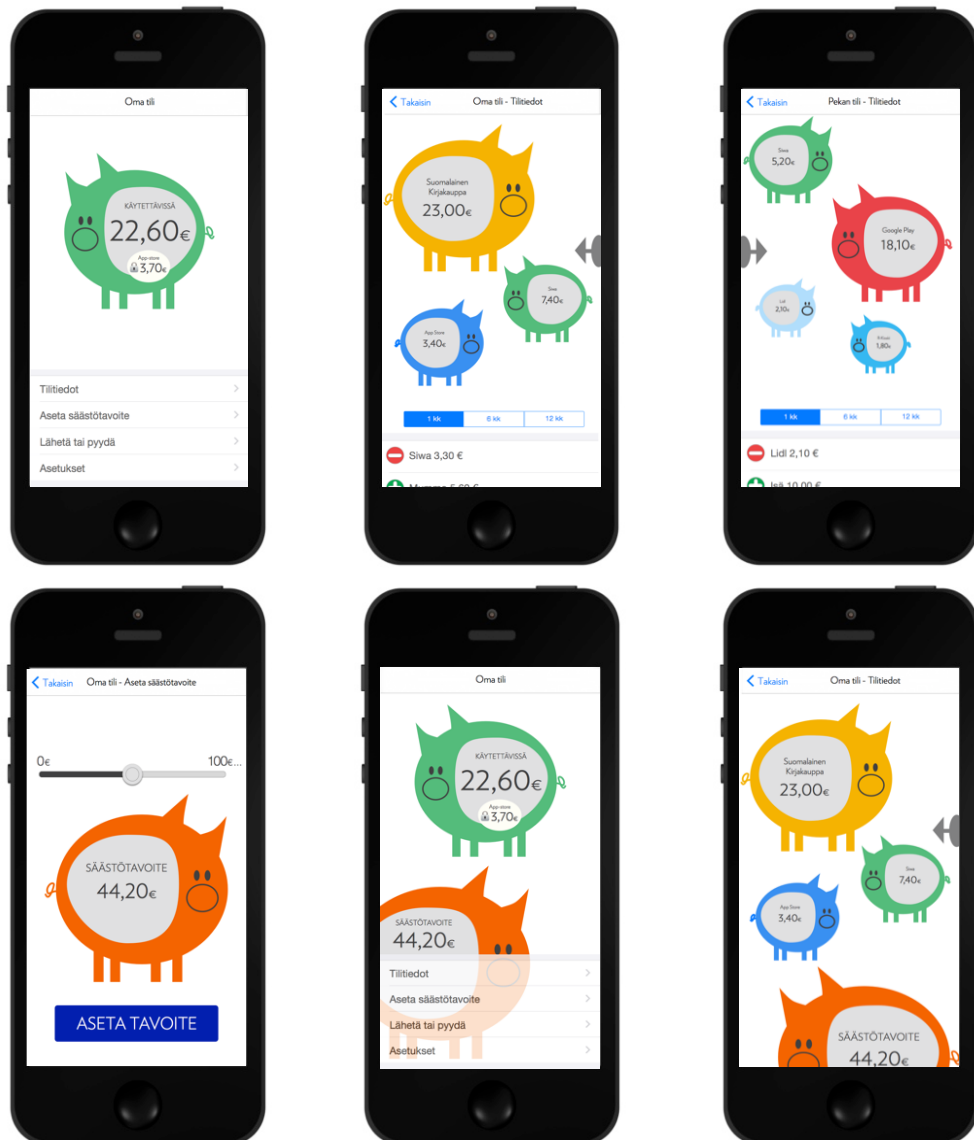 Oma tili
KÄYTETTÄVISSÄ
22,60€
App-store
3,70€
Tilitiedot
Aseta säästötavoite
Lähetä tai pyydä
Asetukset
Takaisin Oma tili - Tilitiedot
Suomalainen
Kirjakauppa
23,00€
Siwa
7,40€
App Store
3,40€
1 kk 6 kk 12 kk
Siwa 3,30 €
Mummo 5,60 €
Takaisin Pekan tili - Tilitiedot
Siwa
5,20€
Google Play
18,10€
Lidl
2,10€
1,80€
1 kk 6 kk 12 kk
Lidl 2,10 €
Isä 10,00 €
Takaisin Oma tili - Aseta säästötavoite
0€ 100€...
SÄÄSTÖTAVOITE
44,20€
ASETA TAVOITE
Oma tili
KÄYTETTÄVISSÄ
22,60€
App-store
3,70€
SÄÄSTÖTAVOITE
44,20€
Tilitiedot
Aseta säästötavoite
Lähetä tai pyydä
Asetukset
Takaisin Oma tili - Tilitiedot
Suomalainen
Kirjakauppa
23,00€
Siwa
7,40€
App Store
3,40€
SÄÄSTÖTAVOITE
44,20€